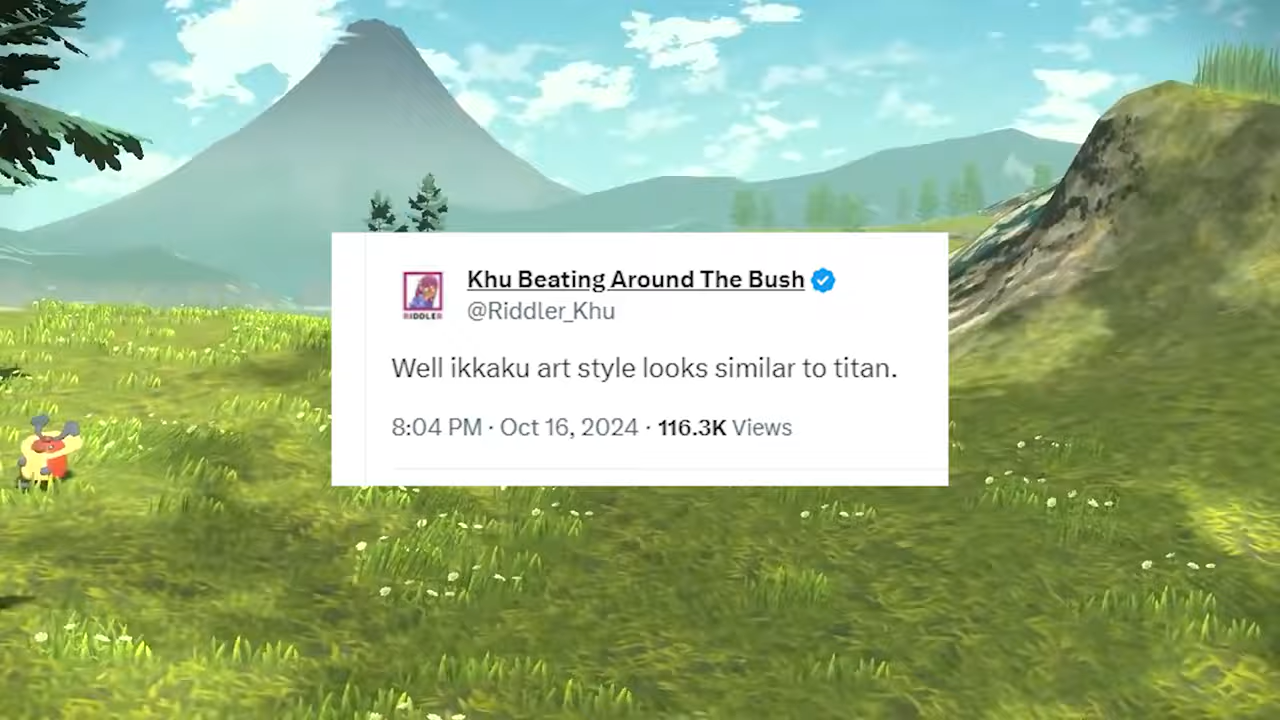 Khu Beating Around The Bush
@Riddler_Khu
RIDDLER
Well ikkaku art style looks similar to titan.
8:04 PM · Oct 16, 2024 · 116.3K Views